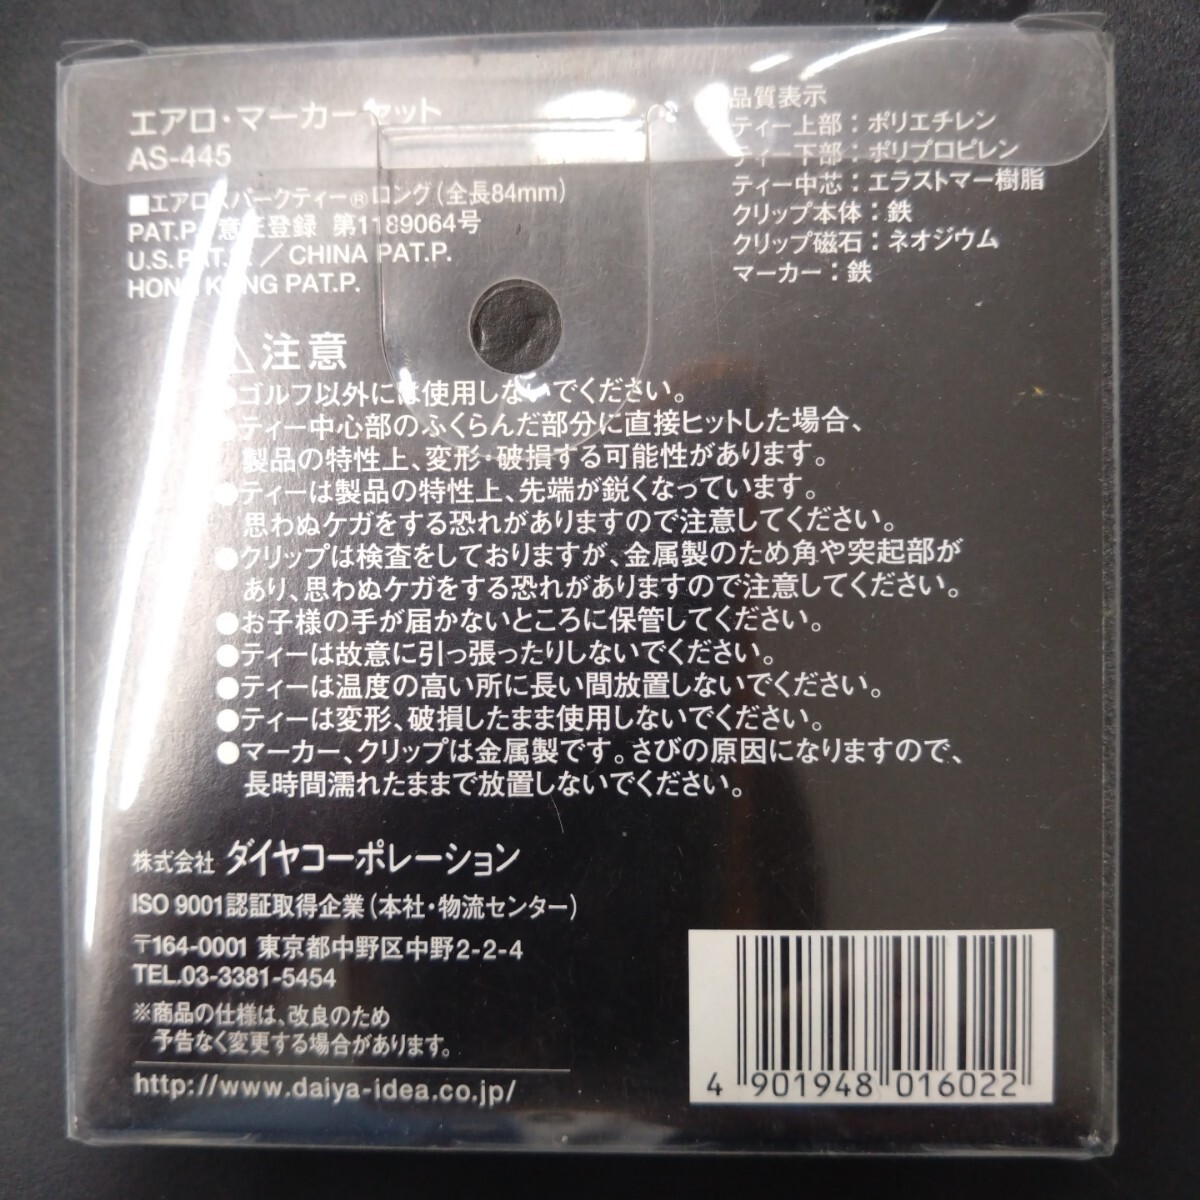 エアロ・マーカーセット
AS-445
■エアロスパークティー®ロング(全長84mm)
PAT.P. 意匠登録 第1189064号
U.S. PAT.P. / CHINA PAT.P.
HONG KONG PAT.P.
品質表示
ティー上部:ポリエチレン
ティー下部:ポリプロピレン
ティー中芯:エラストマー樹脂
クリップ本体:鉄
クリップ磁石:ネオジウム
マーカー:鉄
⚠注意
●ゴルフ以外には使用しないでください。
●ティー中心部のふくらんだ部分に直接ヒットした場合、
製品の特性上、変形・破損する可能性があります。
●ティーは製品の特性上、先端が鋭くなっています。
思わぬケガをする恐れがありますので注意してください。
●クリップは検査をしておりますが、金属製のため角や突起部が
あり、思わぬケガをする恐れがありますので注意してください。
●お子様の手が届かないところに保管してください。
●ティーは故意に引っ張ったりしないでください。
●ティーは温度の高い所に長い間放置しないでください。
●ティーは変形、破損したまま使用しないでください。
●マーカー、クリップは金属製です。さびの原因になりますので、
長時間濡れたままで放置しないでください。
株式会社 ダイヤコーポレーション
ISO 9001認証取得企業(本社・物流センター)
〒164-0001 東京都中野区中野2-2-4
TEL.03-3381-5454
※商品の仕様は、改良のため
予告なく変更する場合があります。
http://www.daiya-idea.co.jp/
4 901948 016022